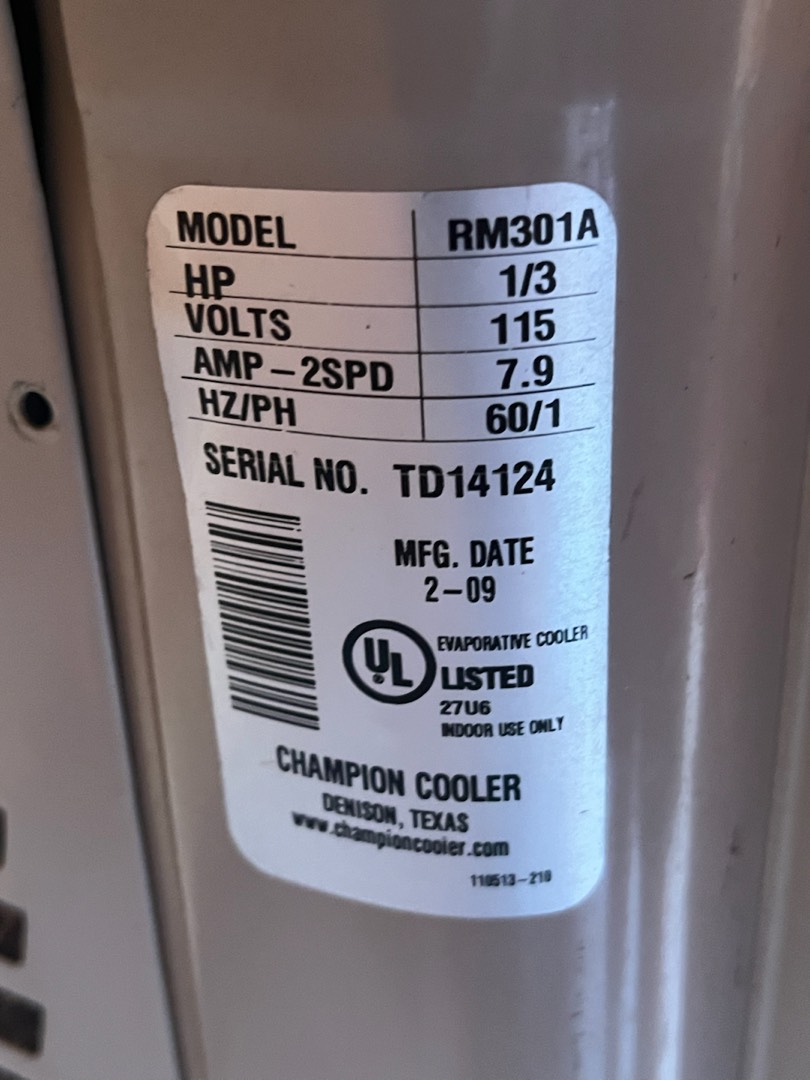 MODEL RM301A
HP 1/3
VOLTS 115
AMP-2SPD 7.9
HZ/PH 60/1
SERIAL NO. TD14124
MFG. DATE
2-09
UL
®
EVAPORATIVE COOLER
LISTED
27U6
INDOOR USE ONLY
CHAMPION COOLER
DENISON, TEXAS
www.championcooler.com
110513-210